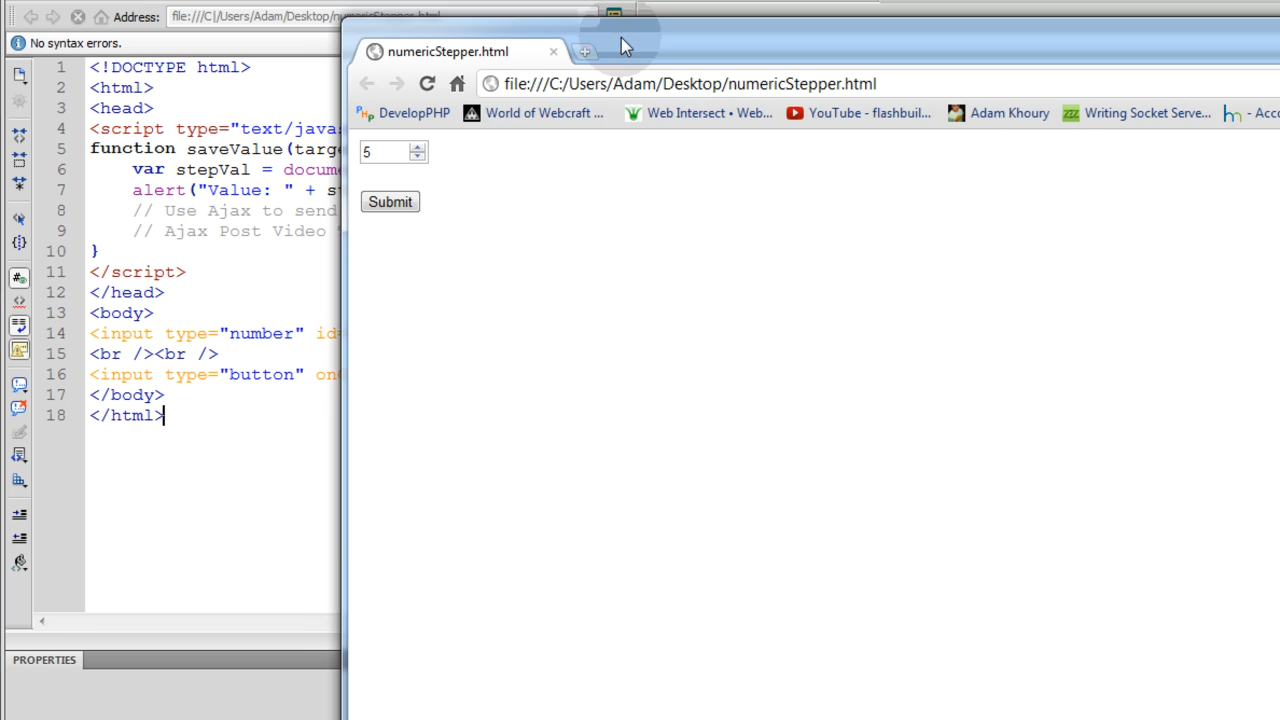 Address: file:///C|/Users/Adam/Desktop/numericStepper.html
No syntax errors.
1 <!DOCTYPE html>
2 <html>
3 <head>
4 <script type="text/javas
5 function saveValue(targ
6 var stepVal = docum
7 alert("Value: " + st
8 // Use Ajax to send
9 // Ajax Post Video
10 }
11 </script>
12 </head>
13 <body>
14 <input type="number" id=
15 <br /><br />
16 <input type="button" on
17 </body>
18 </html>
PROPERTIES
numericStepper.html
file:///C:/Users/Adam/Desktop/numericStepper.html
DevelopPHP World of Webcraft ... Web Intersect • Web... YouTube - flashbuil... Adam Khoury Writing Socket Serve... - Acco
5
Submit